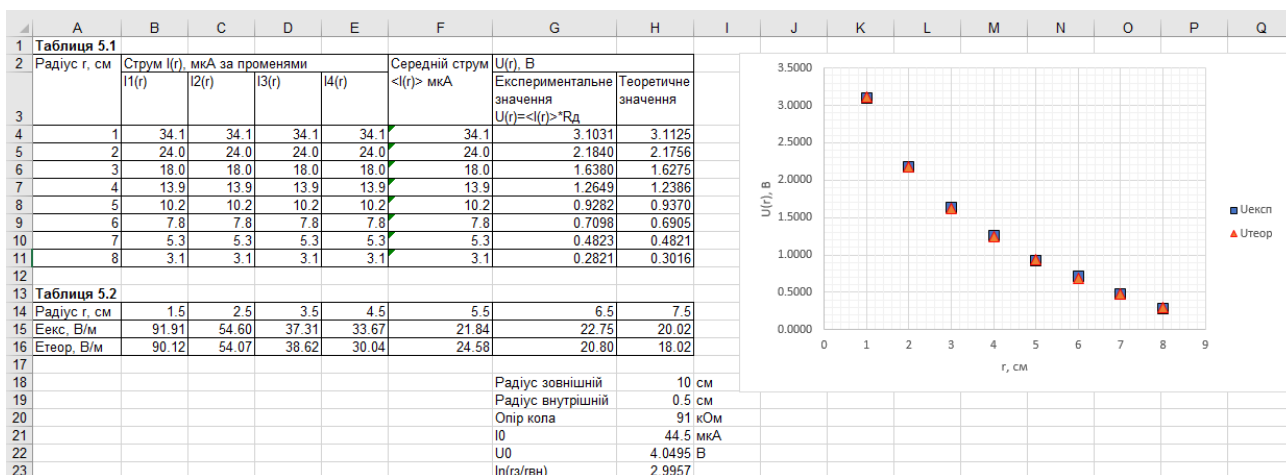 A B C D E F G H I J K L M N O P Q
1 Таблиця 5.1
2 Радіус r, см Струм I(r), мкА за променями Середній струм U(r), В
3 I1(r) I2(r) I3(r) I4(r) <I(r)> мкА Експериментальне Теоретичне
значення значення
U(r)=<I(r)>*Rд
4 1 34.1 34.1 34.1 34.1 34.1 3.1031 3.1125
5 2 24.0 24.0 24.0 24.0 24.0 2.1840 2.1756
6 3 18.0 18.0 18.0 18.0 18.0 1.6380 1.6275
7 4 13.9 13.9 13.9 13.9 13.9 1.2649 1.2386
8 5 10.2 10.2 10.2 10.2 10.2 0.9282 0.9370
9 6 7.8 7.8 7.8 7.8 7.8 0.7098 0.6905
10 7 5.3 5.3 5.3 5.3 5.3 0.4823 0.4821
11 8 3.1 3.1 3.1 3.1 3.1 0.2821 0.3016
12
13 Таблиця 5.2
14 Радіус r, см 1.5 2.5 3.5 4.5 5.5 6.5 7.5
15 Еекс, В/м 91.91 54.60 37.31 33.67 21.84 22.75 20.02
16 Етеор, В/м 90.12 54.07 38.62 30.04 24.58 20.80 18.02
17
18 Радіус зовнішній 10 см
19 Радіус внутрішній 0.5 см
20 Опір кола 91 кОм
21 I0 44.5 мкА
22 U0 4.0495 В
23 ln(rз/rвн) 2.9957
3.5000
3.0000
2.5000
2.0000
1.5000
1.0000
0.5000
0.0000
U(r), В
0 1 2 3 4 5 6 7 8 9
r, см
Uексп
Uтеор